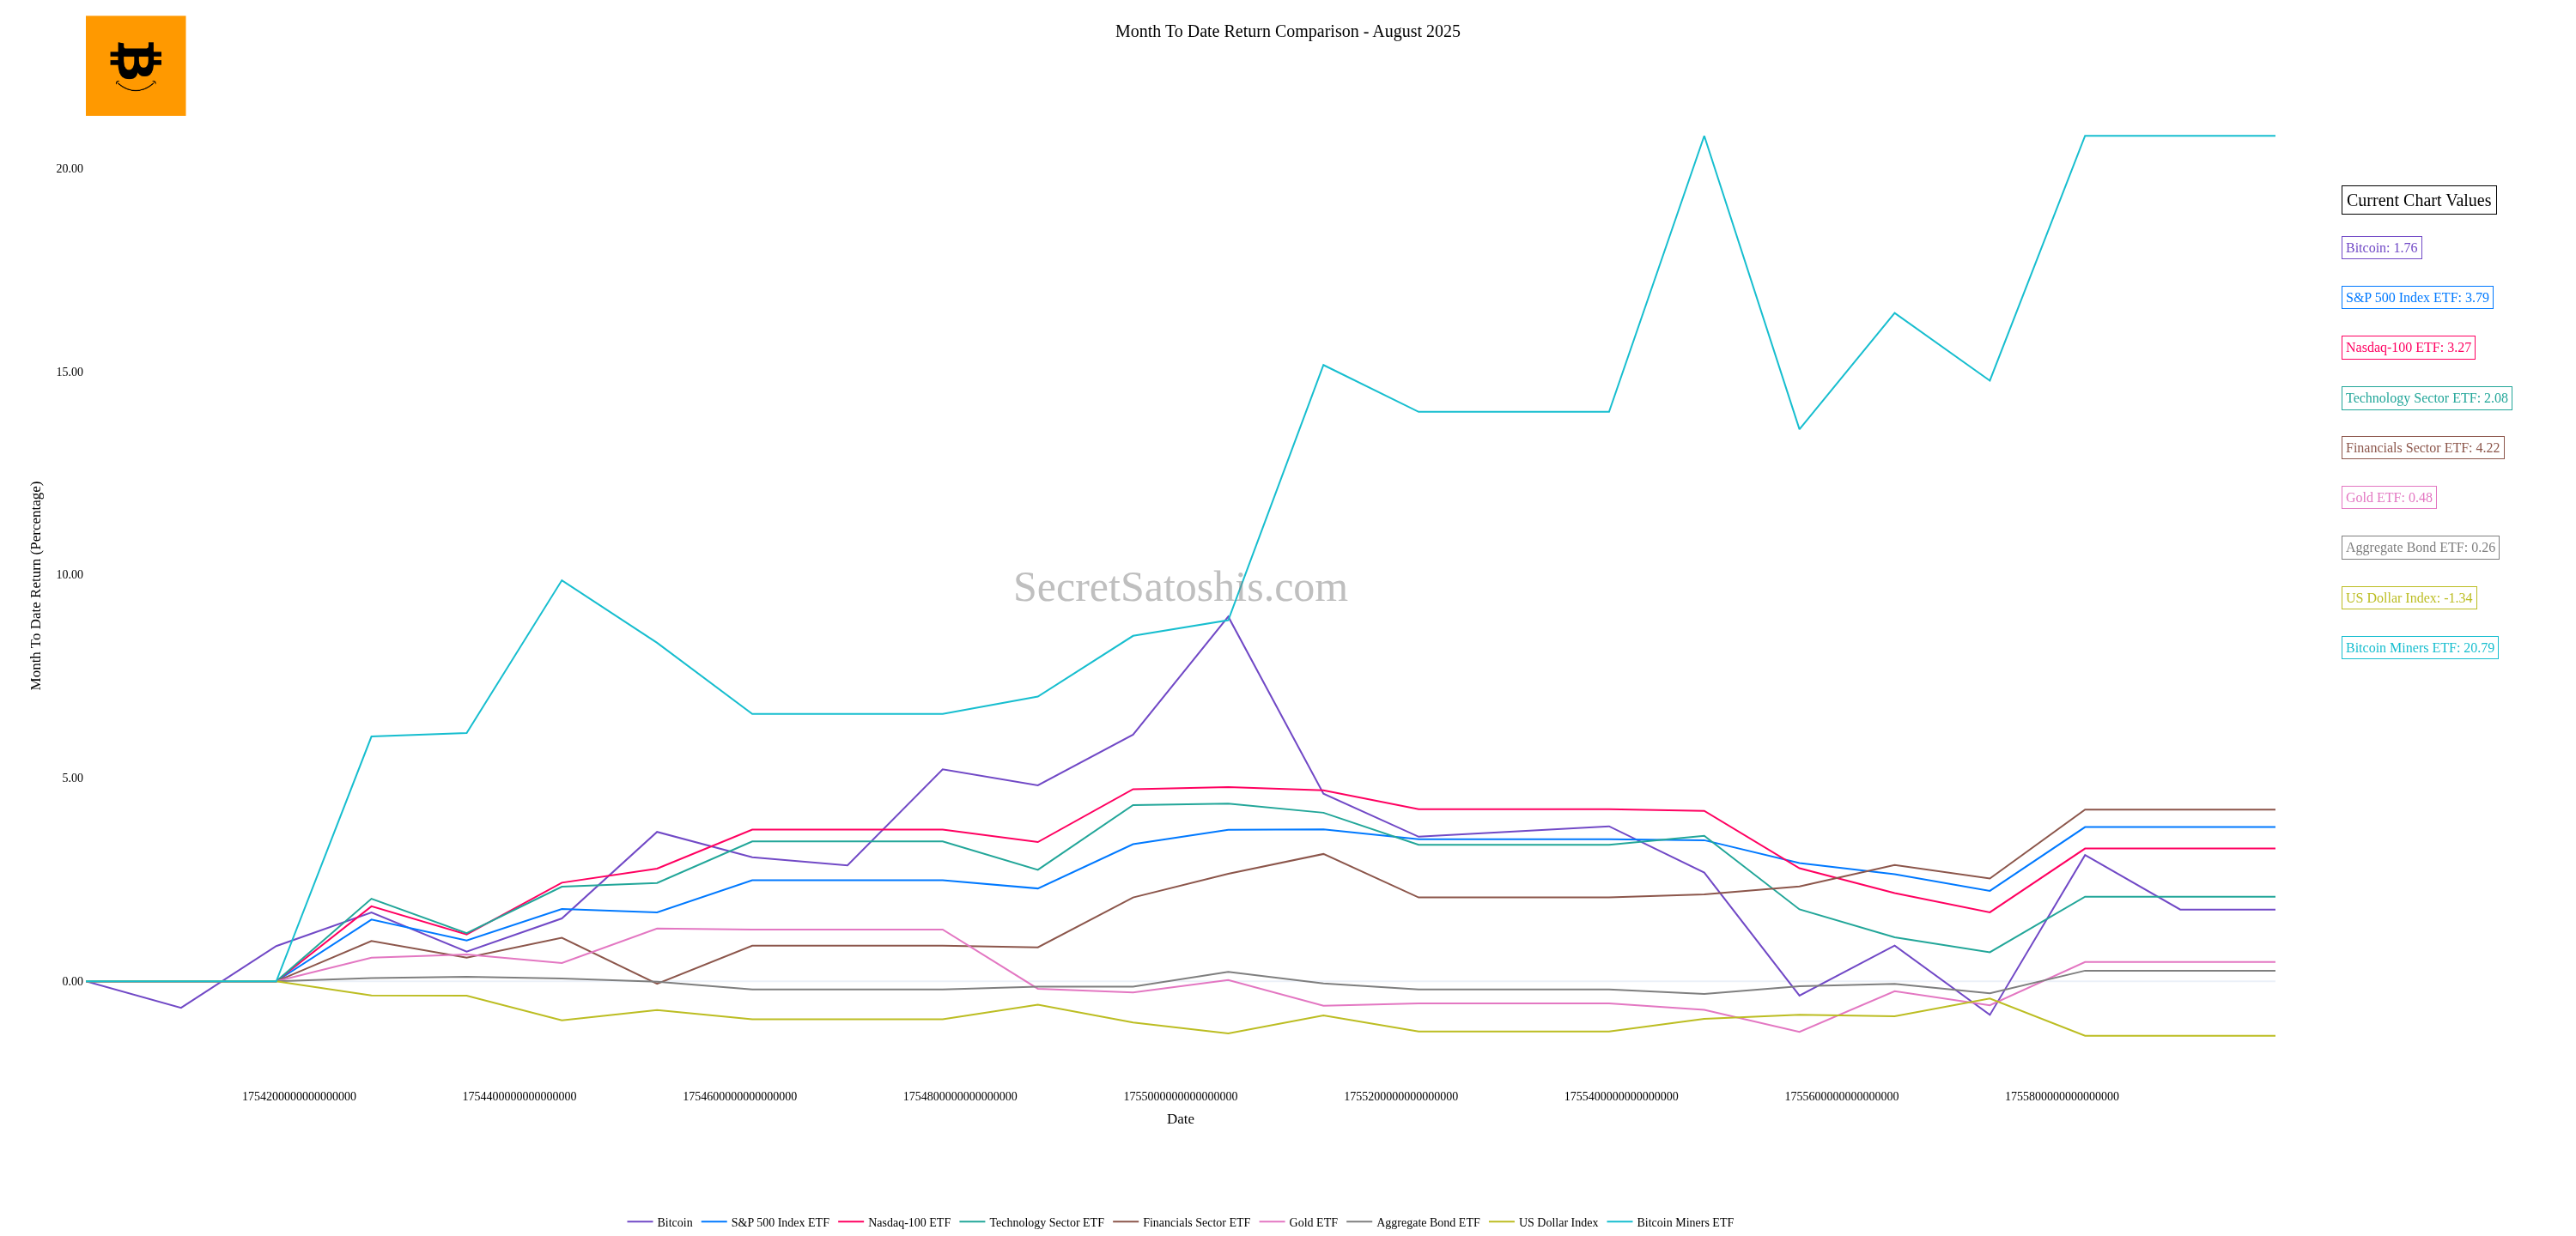 Month To Date Return Comparison - August 2025
20.00
15.00
10.00
5.00
0.00
Month To Date Return (Percentage)
SecretSatoshis.com
1754200000000000000
1754400000000000000
1754600000000000000
1754800000000000000
1755000000000000000
1755200000000000000
1755400000000000000
1755600000000000000
1755800000000000000
Date
Current Chart Values
Bitcoin: 1.76
S&P 500 Index ETF: 3.79
Nasdaq-100 ETF: 3.27
Technology Sector ETF: 2.08
Financials Sector ETF: 4.22
Gold ETF: 0.48
Aggregate Bond ETF: 0.26
US Dollar Index: -1.34
Bitcoin Miners ETF: 20.79
Bitcoin S&P 500 Index ETF Nasdaq-100 ETF Technology Sector ETF Financials Sector ETF Gold ETF Aggregate Bond ETF US Dollar Index Bitcoin Miners ETF